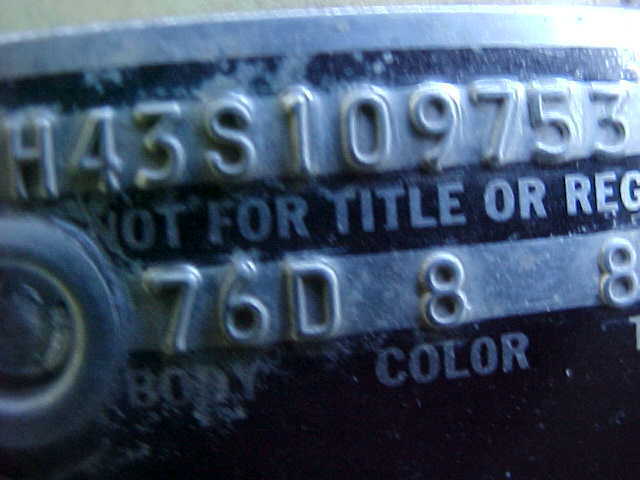 H43S109753
NOT FOR TITLE OR REG
76D 8 8
BODY COLOR T